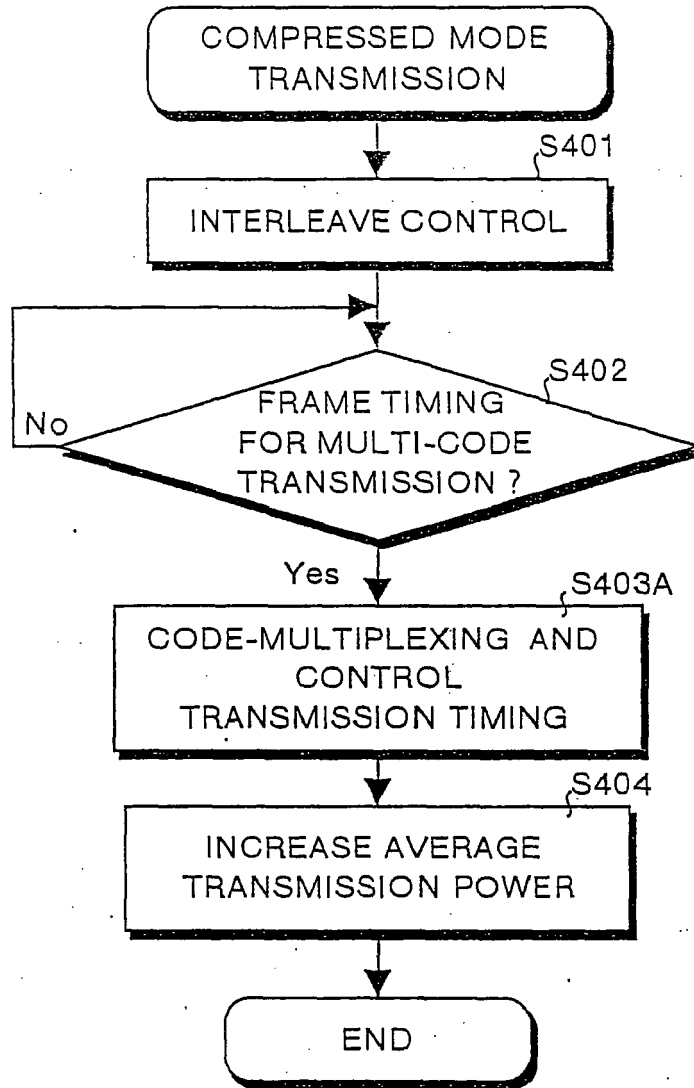 COMPRESSED MODE
TRANSMISSION
S401
INTERLEAVE CONTROL
S402
FRAME TIMING
FOR MULTI-CODE
TRANSMISSION ?
No
Yes
S403A
CODE-MULTIPLEXING AND
CONTROL
TRANSMISSION TIMING
S404
INCREASE AVERAGE
TRANSMISSION POWER
END